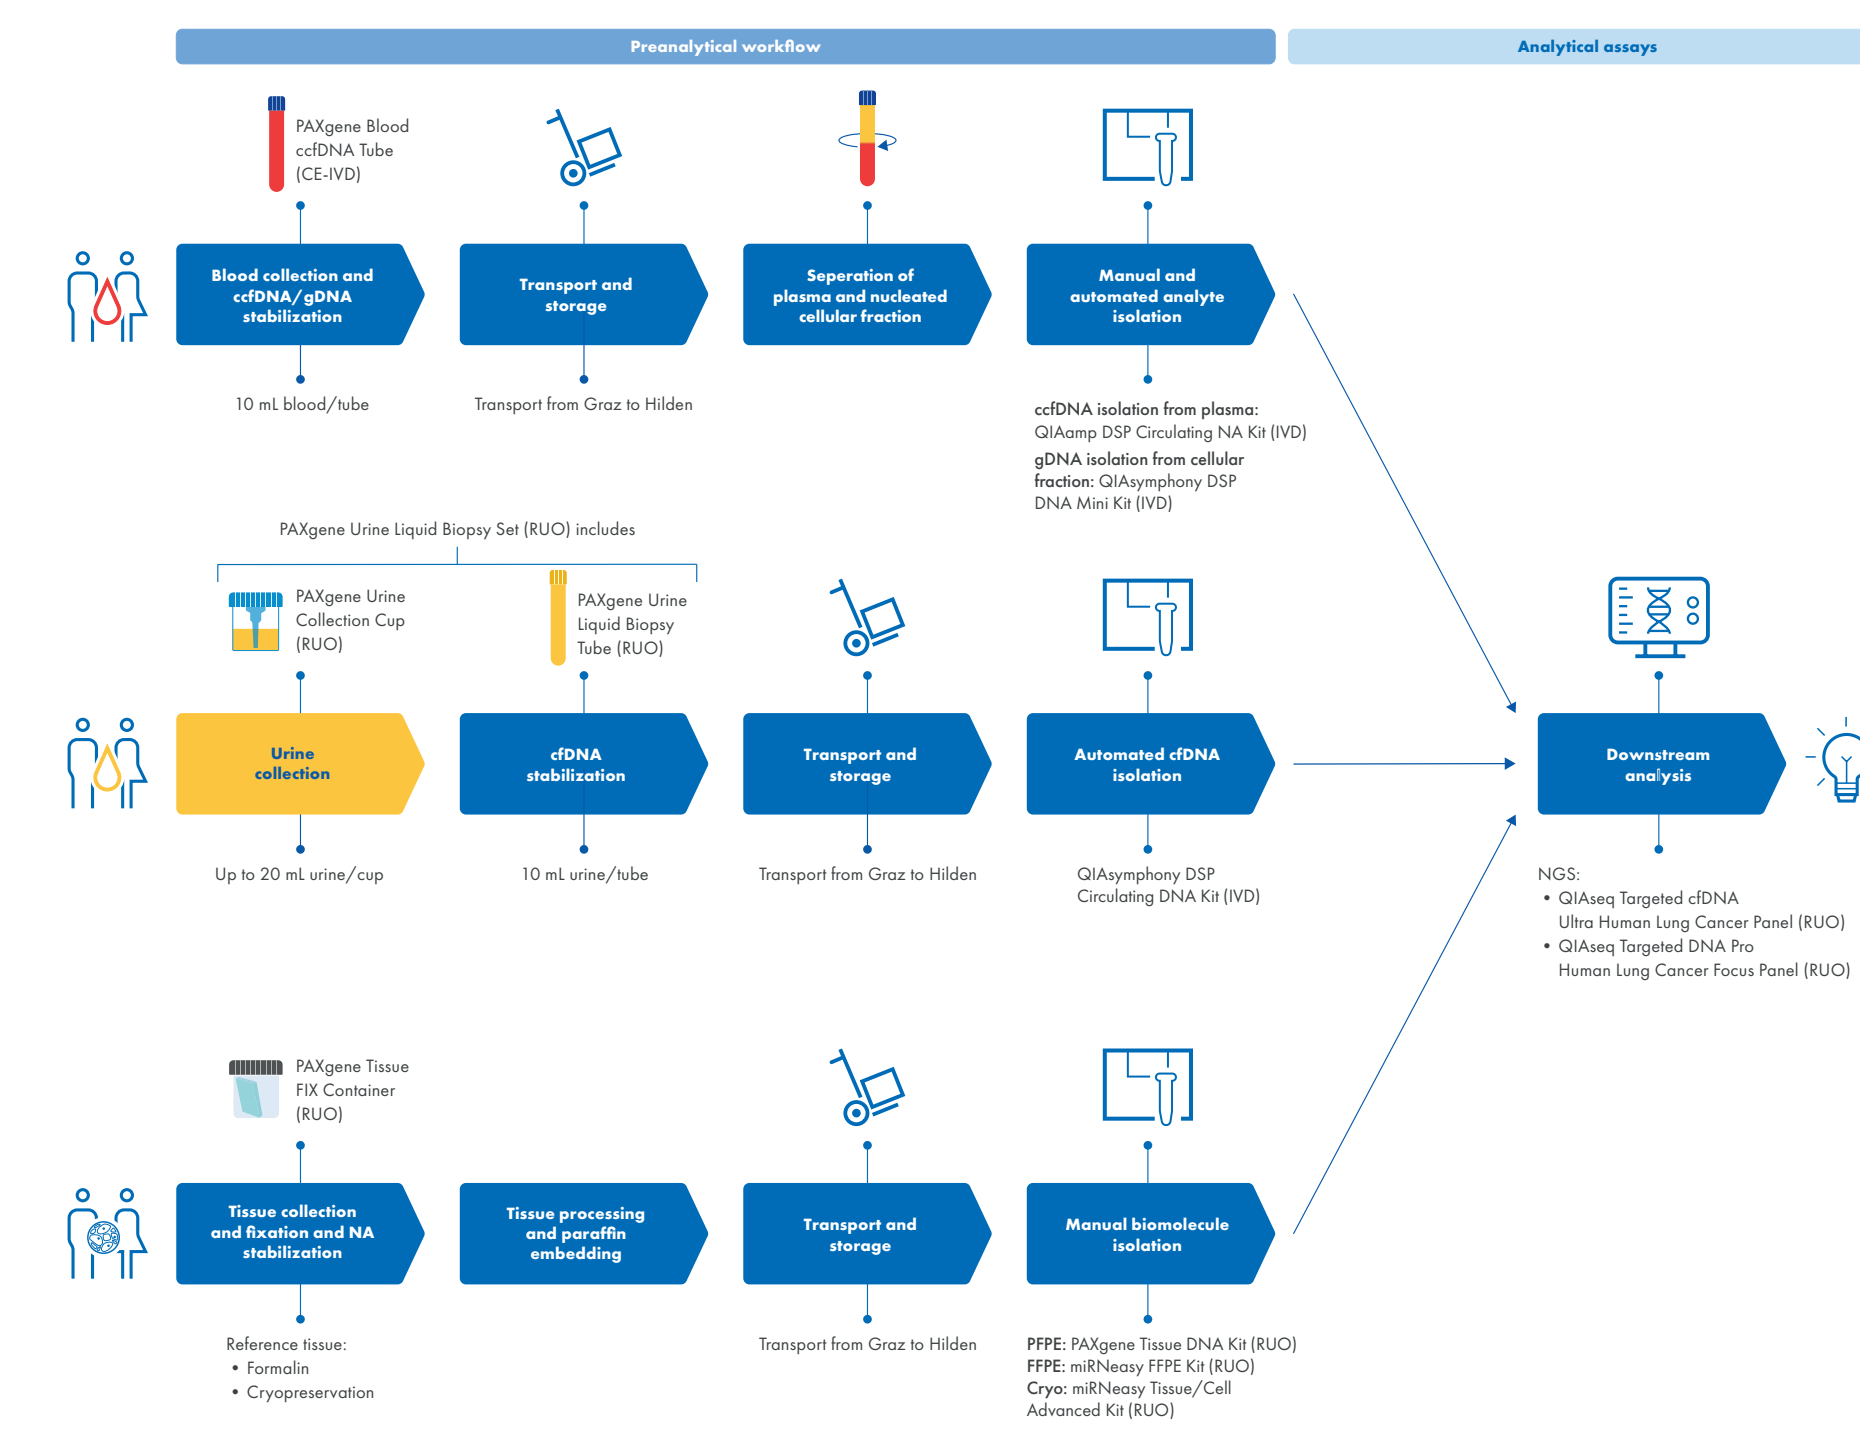 Preanalytical workflow
Analytical assays
PAXgene Blood
ccfDNA Tube
(CE-IVD)
Blood collection and
ccfDNA/gDNA
stabilization
Transport and
storage
Seperation of
plasma and nucleated
cellular fraction
Manual and
automated analyte
isolation
10 mL blood/tube
Transport from Graz to Hilden
ccfDNA isolation from plasma:
QIAamp DSP Circulating NA Kit (IVD)
gDNA isolation from cellular
fraction: QIAsymphony DSP
DNA Mini Kit (IVD)
PAXgene Urine Liquid Biopsy Set (RUO) includes
PAXgene Urine
Collection Cup
(RUO)
PAXgene Urine
Liquid Biopsy
Tube (RUO)
Urine
collection
cfDNA
stabilization
Transport and
storage
Automated cfDNA
isolation
Downstream
analysis
Up to 20 mL urine/cup
10 mL urine/tube
Transport from Graz to Hilden
QIAsymphony DSP
Circulating DNA Kit (IVD)
NGS:
• QIAseq Targeted cfDNA
Ultra Human Lung Cancer Panel (RUO)
• QIAseq Targeted DNA Pro
Human Lung Cancer Focus Panel (RUO)
PAXgene Tissue
FIX Container
(RUO)
Tissue collection
and fixation and NA
stabilization
Tissue processing
and paraffin
embedding
Transport and
storage
Manual biomolecule
isolation
Reference tissue:
• Formalin
• Cryopreservation
Transport from Graz to Hilden
PFPE: PAXgene Tissue DNA Kit (RUO)
FFPE: miRNeasy FFPE Kit (RUO)
Cryo: miRNeasy Tissue/Cell
Advanced Kit (RUO)